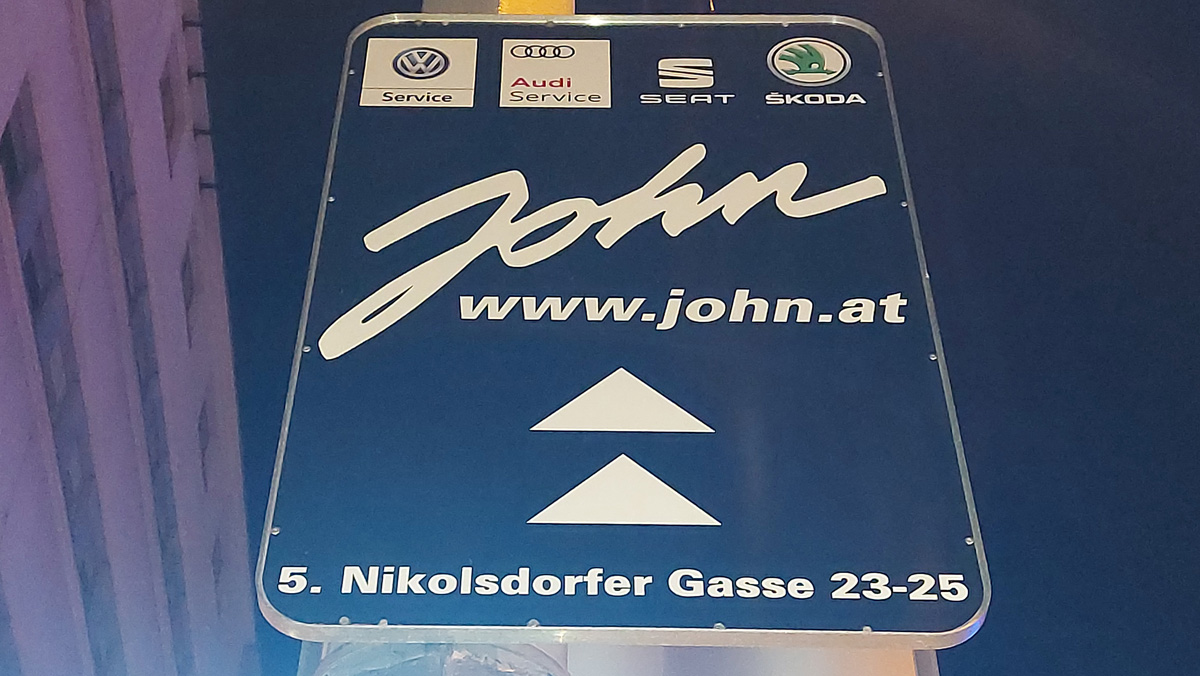 Service
Audi
Service
SEAT
ŠKODA
John
www.john.at
5. Nikolsdorfer Gasse 23-25